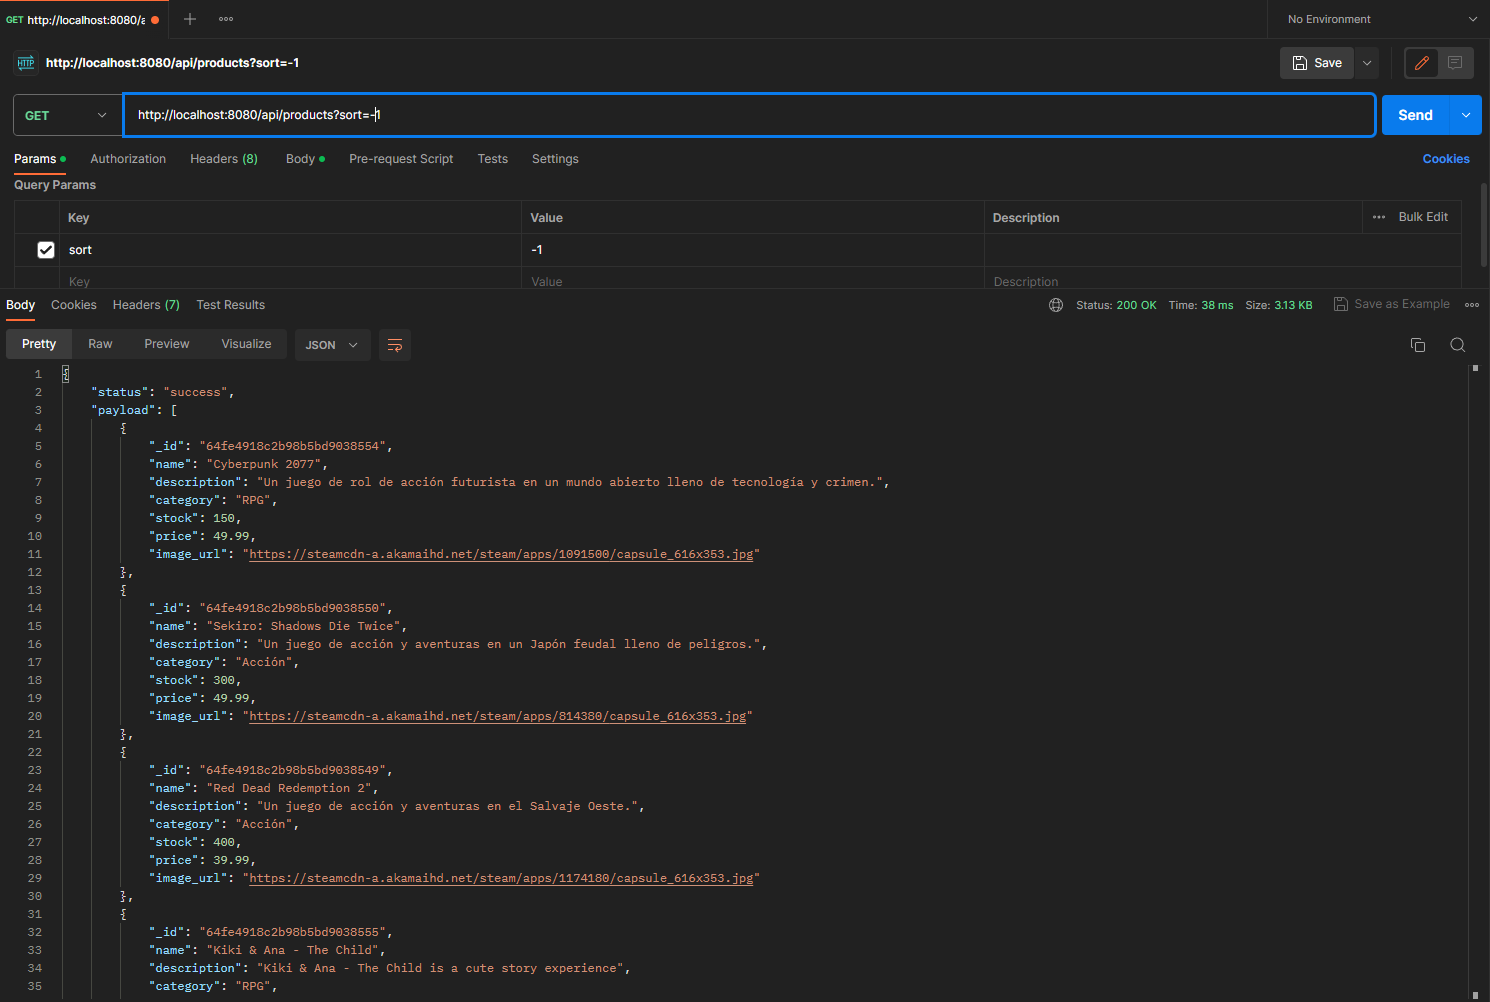 GET http://localhost:8080/a
No Environment
HTTP http://localhost:8080/api/products?sort=-1
Save
GET http://localhost:8080/api/products?sort=-1 Send
Params Authorization Headers (8) Body Pre-request Script Tests Settings Cookies
Query Params
Key Value Description Bulk Edit
sort -1
Key Value Description
Body Cookies Headers (7) Test Results Status: 200 OK Time: 38 ms Size: 3.13 KB Save as Example
Pretty Raw Preview Visualize JSON
1 {
2 "status": "success",
3 "payload": [
4 {
5 "_id": "64fe4918c2b98b5bd9038554",
6 "name": "Cyberpunk 2077",
7 "description": "Un juego de rol de acción futurista en un mundo abierto lleno de tecnología y crimen.",
8 "category": "RPG",
9 "stock": 150,
10 "price": 49.99,
11 "image_url": "https://steamcdn-a.akamaihd.net/steam/apps/1091500/capsule_616x353.jpg"
12 },
13 {
14 "_id": "64fe4918c2b98b5bd9038550",
15 "name": "Sekiro: Shadows Die Twice",
16 "description": "Un juego de acción y aventuras en un Japón feudal lleno de peligros.",
17 "category": "Acción",
18 "stock": 300,
19 "price": 49.99,
20 "image_url": "https://steamcdn-a.akamaihd.net/steam/apps/814380/capsule_616x353.jpg"
21 },
22 {
23 "_id": "64fe4918c2b98b5bd9038549",
24 "name": "Red Dead Redemption 2",
25 "description": "Un juego de acción y aventuras en el Salvaje Oeste.",
26 "category": "Acción",
27 "stock": 400,
28 "price": 39.99,
29 "image_url": "https://steamcdn-a.akamaihd.net/steam/apps/1174180/capsule_616x353.jpg"
30 },
31 {
32 "_id": "64fe4918c2b98b5bd9038555",
33 "name": "Kiki & Ana - The Child",
34 "description": "Kiki & Ana - The Child is a cute story experience",
35 "category": "RPG",